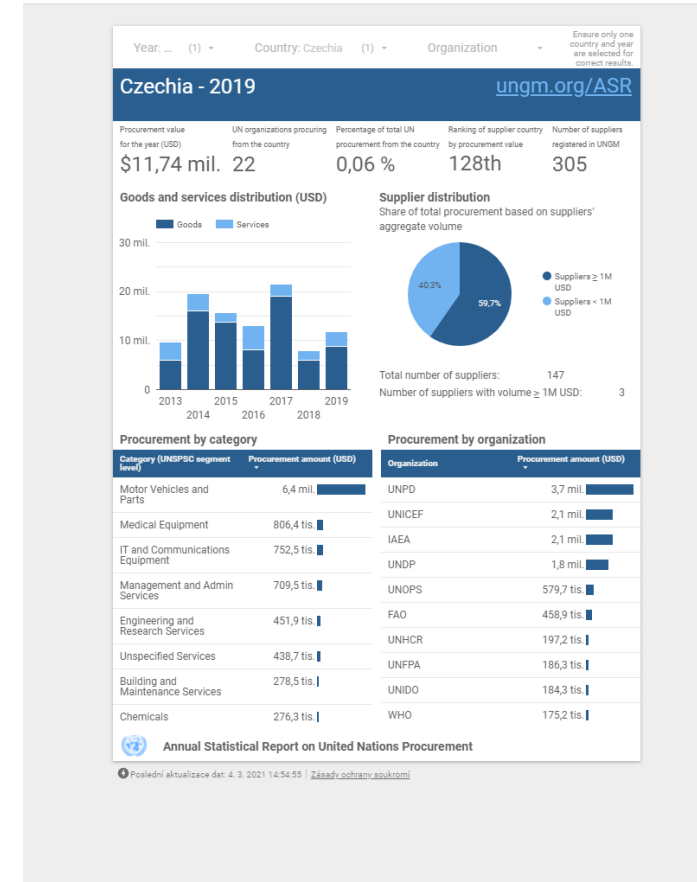 Year: ... (1)
Country: Czechia (1)
Organization
Ensure only one
country and year
are selected for
correct results.
Czechia - 2019
ungm.org/ASR
Procurement value
for the year (USD)
$11,74 mil.
UN organizations procuring
from the country
22
Percentage of total UN
procurement from the country
0,06 %
Ranking of supplier country
by procurement value
128th
Number of suppliers
registered in UNGM
305
Goods and services distribution (USD)
Goods Services
30 mil.
20 mil.
10 mil.
0
2013 2015 2017 2019
2014 2016 2018
Supplier distribution
Share of total procurement based on suppliers'
aggregate volume
40,3%
59,7%
Suppliers ≥ 1M
USD
Suppliers < 1M
USD
Total number of suppliers: 147
Number of suppliers with volume ≥ 1M USD: 3
Procurement by category
Category (UNSPSC segment
level)
Procurement amount (USD)
Motor Vehicles and
Parts
6,4 mil.
Medical Equipment 806,4 tis.
IT and Communications
Equipment
752,5 tis.
Management and Admin
Services
709,5 tis.
Engineering and
Research Services
451,9 tis.
Unspecified Services 438,7 tis.
Building and
Maintenance Services
278,5 tis.
Chemicals 276,3 tis.
Procurement by organization
Organization Procurement amount (USD)
UNPD 3,7 mil.
UNICEF 2,1 mil.
IAEA 2,1 mil.
UNDP 1,8 mil.
UNOPS 579,7 tis.
FAO 458,9 tis.
UNHCR 197,2 tis.
UNFPA 186,3 tis.
UNIDO 184,3 tis.
WHO 175,2 tis.
Annual Statistical Report on United Nations Procurement
Poslední aktualizace dat: 4. 3. 2021 14:54:55 | Zásady ochrany soukromí